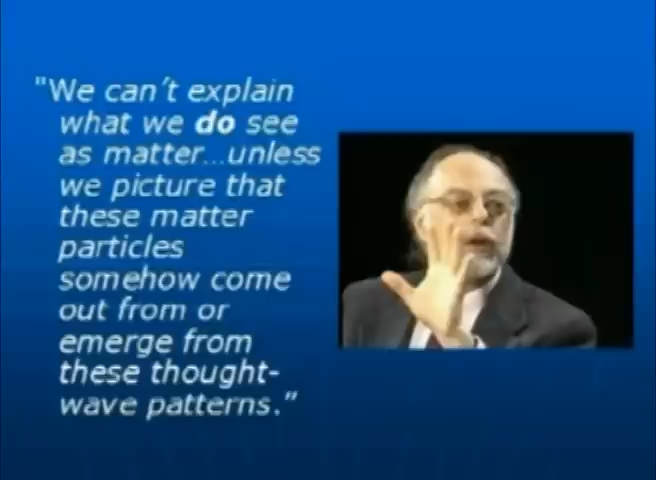 "We can't explain
what we do see
as matter...unless
we picture that
these matter
particles
somehow come
out from or
emerge from
these thought-
wave patterns."